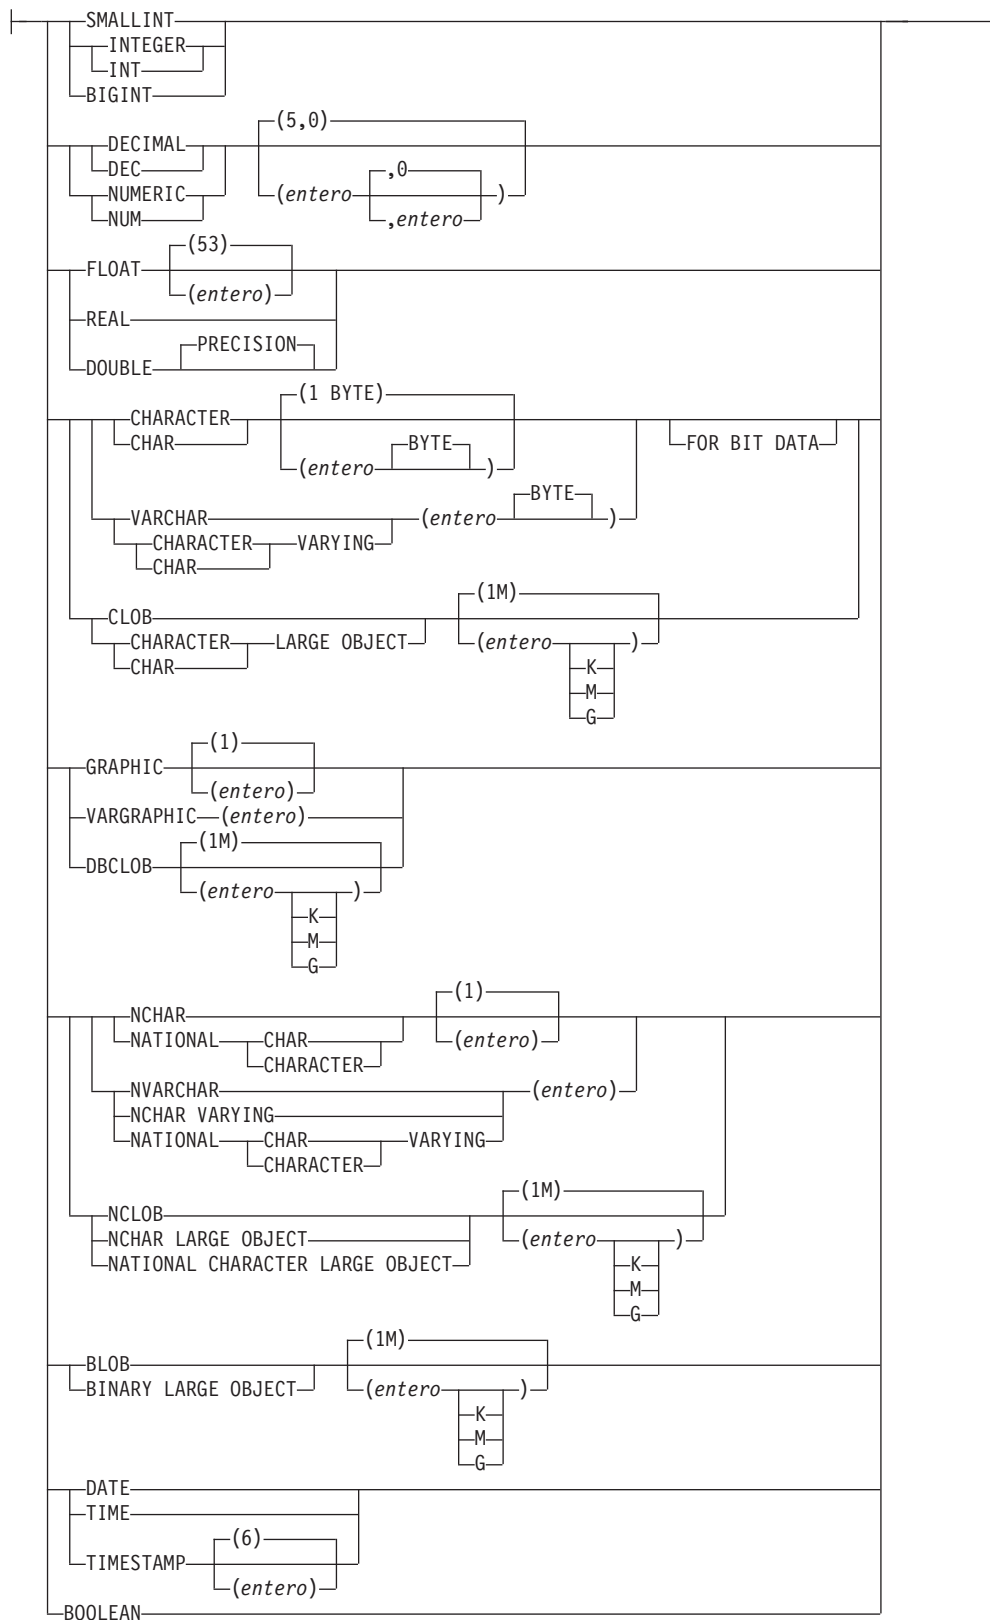 SMALLINT
INTEGER
INT
BIGINT
(5,0)
DECIMAL
DEC
,0
NUMERIC
(entero )
NUM
,entero
(53)
FLOAT
(entero)
REAL
PRECISION
DOUBLE
(1 BYTE)
CHARACTER
CHAR
BYTE
FOR BIT DATA
(entero )
BYTE
VARCHAR (entero )
CHARACTER VARYING
CHAR
(1M)
CLOB
CHARACTER LARGE OBJECT (entero )
CHAR
K
M
G
(1)
GRAPHIC
(entero)
VARGRAPHIC (entero)
(1M)
DBCLOB
(entero )
K
M
G
(1)
NCHAR
NATIONAL CHAR (entero)
CHARACTER
NVARCHAR (entero)
NCHAR VARYING
NATIONAL CHAR VARYING
CHARACTER
(1M)
NCLOB
NCHAR LARGE OBJECT (entero )
NATIONAL CHARACTER LARGE OBJECT K
M
G
(1M)
BLOB
BINARY LARGE OBJECT (entero )
K
M
G
DATE
TIME
(6)
TIMESTAMP
(entero)
BOOLEAN